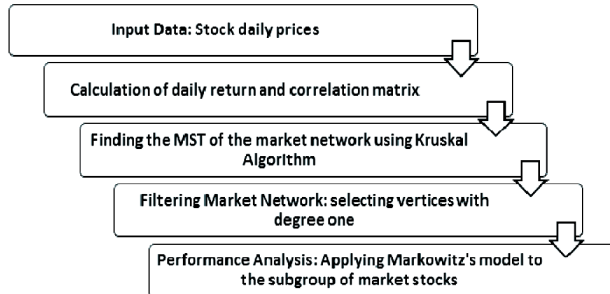 Input Data: Stock daily prices
Calculation of daily return and correlation matrix
Finding the MST of the market network using Kruskal
Algorithm
Filtering Market Network: selecting vertices with
degree one
Performance Analysis: Applying Markowitz's model to
the subgroup of market stocks